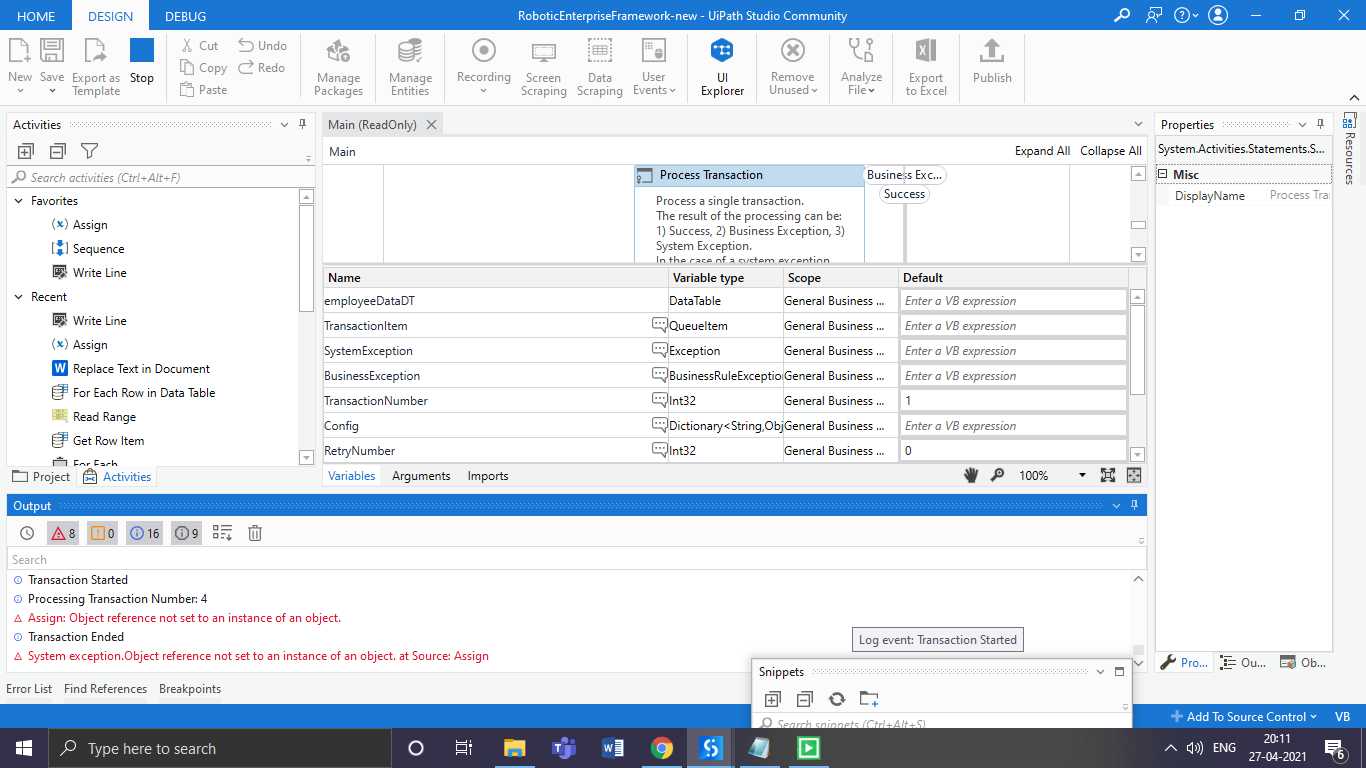 HOME DESIGN DEBUG RoboticEnterpriseFramework-new - UiPath Studio Community
New Save Export as Template Stop
Cut Undo
Copy Redo
Paste
Manage Packages
Manage Entities
Recording
Screen Scraping
Data Scraping
User Events
UI Explorer
Remove Unused
Analyze File
Export to Excel
Publish
Activities
Search activities (Ctrl+Alt+F)
Favorites
Assign
Sequence
Write Line
Recent
Write Line
Assign
Replace Text in Document
For Each Row in Data Table
Read Range
Get Row Item
For Each
Project Activities
Main (ReadOnly)
Main Expand All Collapse All
Process Transaction
Business Exc...
Success
Process a single transaction.
The result of the processing can be:
1) Success, 2) Business Exception, 3)
System Exception.
In the case of a system exception
Name Variable type Scope Default
employeeDataDT DataTable General Business ... Enter a VB expression
TransactionItem QueueItem General Business ... Enter a VB expression
SystemException Exception General Business ... Enter a VB expression
BusinessException BusinessRuleException General Business ... Enter a VB expression
TransactionNumber Int32 General Business ... 1
Config Dictionary<String,Obj General Business ... Enter a VB expression
RetryNumber Int32 General Business ... 0
Variables Arguments Imports 100%
Properties
System.Activities.Statements.S...
Misc
DisplayName Process Tra
Resources
Output
8 0 16 9
Search
Transaction Started
Processing Transaction Number: 4
Assign: Object reference not set to an instance of an object.
Transaction Ended
System exception.Object reference not set to an instance of an object. at Source: Assign
Log event: Transaction Started
Snippets
Search snippets (Ctrl+Alt+S)
Pro... Ou... Ob...
Error List Find References Breakpoints
Add To Source Control VB
Type here to search
ENG
20:11
27-04-2021
6